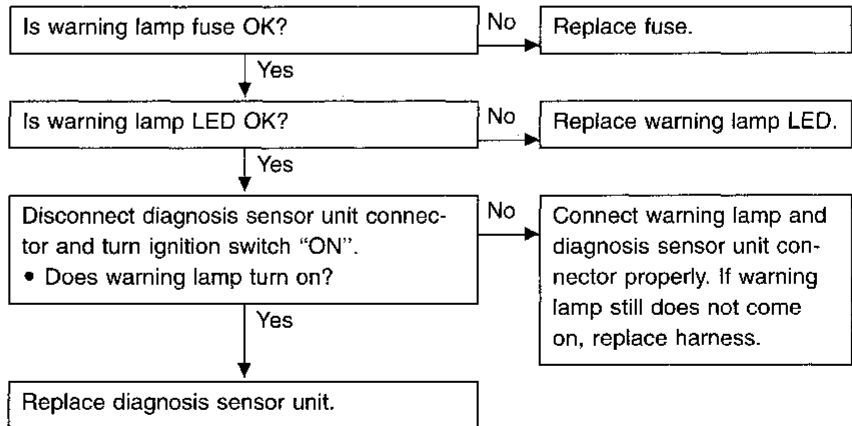 Is warning lamp fuse OK?
No
Replace fuse.
Yes
Is warning lamp LED OK?
No
Replace warning lamp LED.
Yes
Disconnect diagnosis sensor unit connec-
tor and turn ignition switch “ON”.
• Does warning lamp turn on?
No
Connect warning lamp and
diagnosis sensor unit con-
nector properly. If warning
lamp still does not come
on, replace harness.
Yes
Replace diagnosis sensor unit.